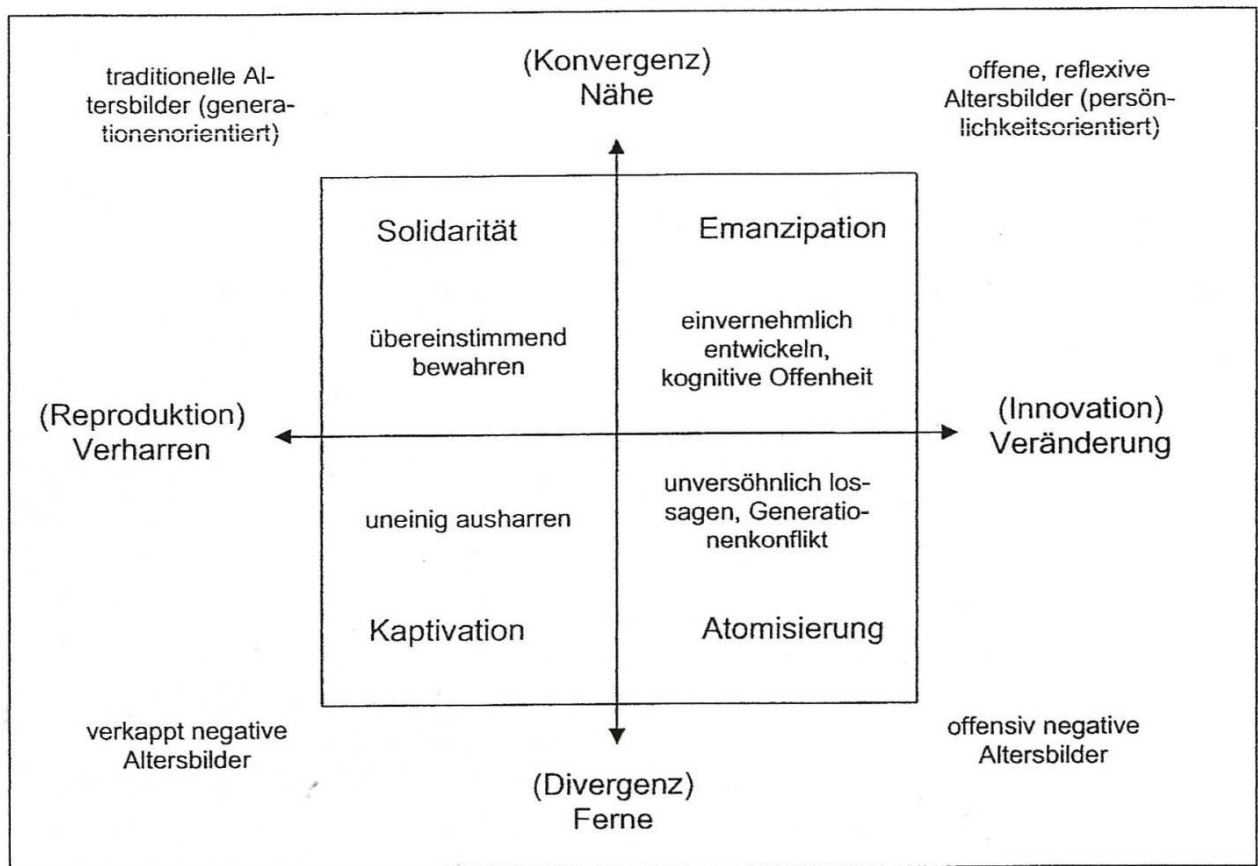 traditionelle Al-
tersbilder (genera-
tionenorientiert)
(Konvergenz)
Nähe
offene, reflexive
Altersbilder (persön-
lichkeitsorientiert)
Solidarität
Emanzipation
übereinstimmend
bewahren
einvernehmlich
entwickeln,
kognitive Offenheit
(Reproduktion)
Verharren
(Innovation)
Veränderung
uneinig ausharren
unversöhnlich los-
sagen, Generatio-
nenkonflikt
Kaptivation
Atomisierung
verkappt negative
Altersbilder
offensiv negative
Altersbilder
(Divergenz)
Ferne